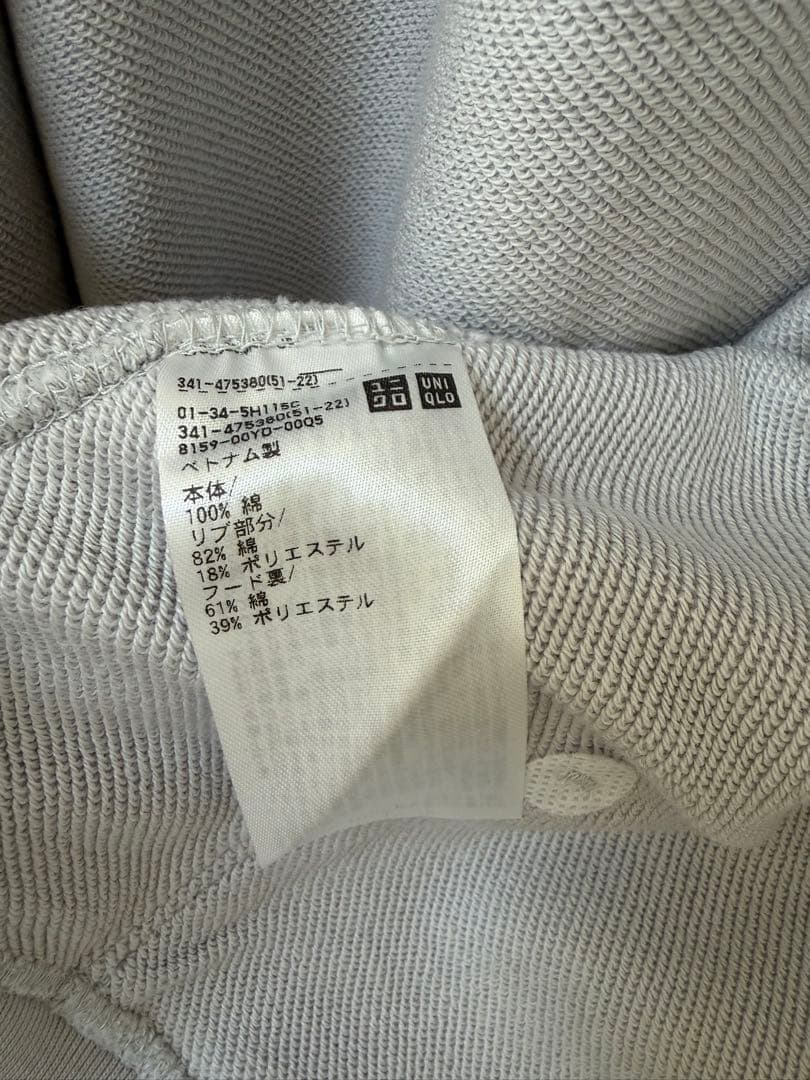 341-475380(51-22)
ユニ
クロ
UNI
QLO
01-34-5H115C
341-475380(51-22)
8159-00Y0-00Q5
ベトナム製
本体/
100% 綿
リブ部分/
82% 綿
18% ポリエステル
フード裏/
61% 綿
39% ポリエステル